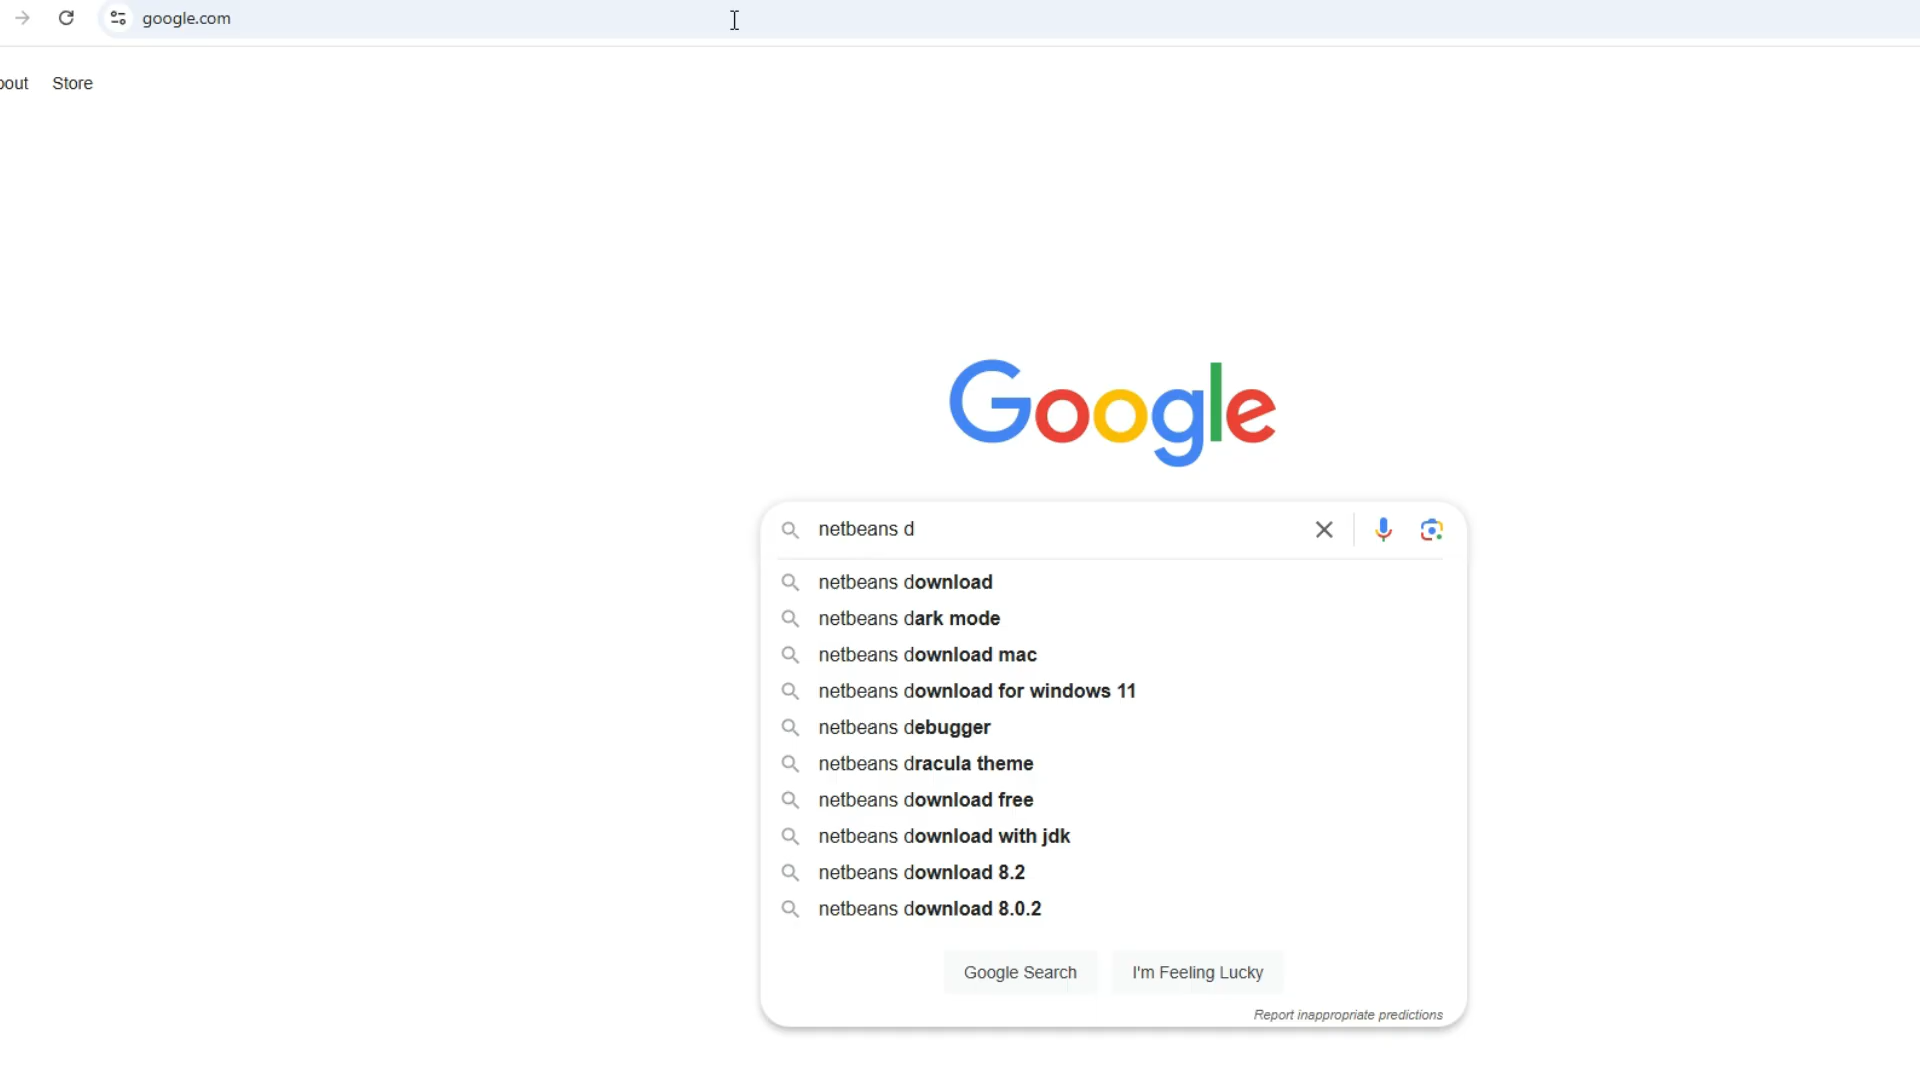 google.com
bout Store
Google
netbeans d
netbeans download
netbeans dark mode
netbeans download mac
netbeans download for windows 11
netbeans debugger
netbeans dracula theme
netbeans download free
netbeans download with jdk
netbeans download 8.2
netbeans download 8.0.2
Google Search I'm Feeling Lucky
Report inappropriate predictions